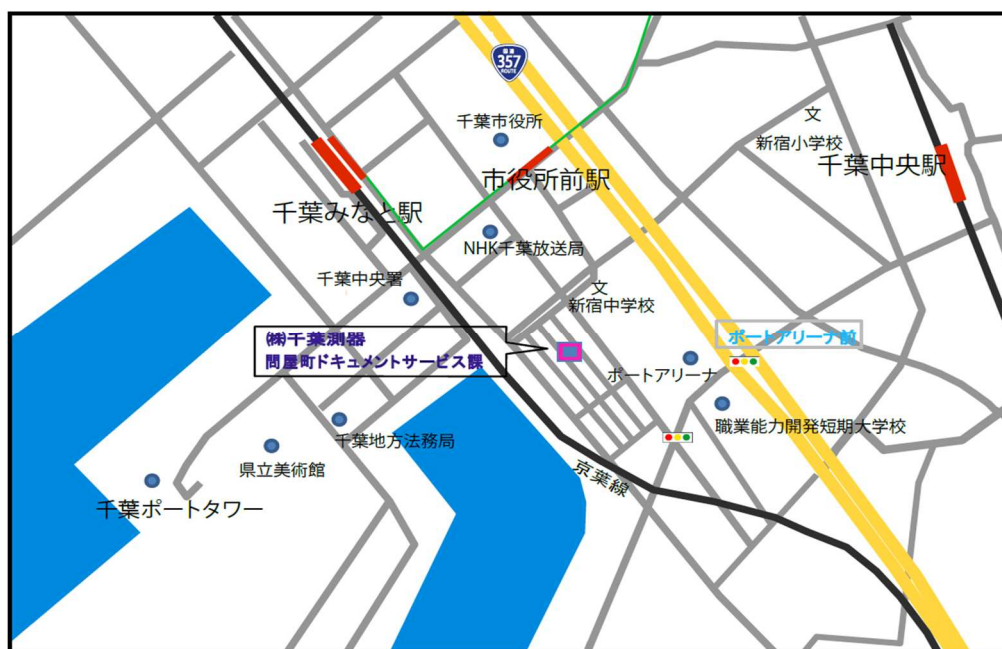 国道
357
ROUTE
千葉市役所
文
新宿小学校
千葉中央駅
市役所前駅
千葉みなと駅
NHK千葉放送局
千葉中央署
文
新宿中学校
㈱千葉測器
問屋町ドキュメントサービス課
ポートアリーナ前
ポートアリーナ
職業能力開発短期大学校
千葉地方法務局
県立美術館
京葉線
千葉ポートタワー